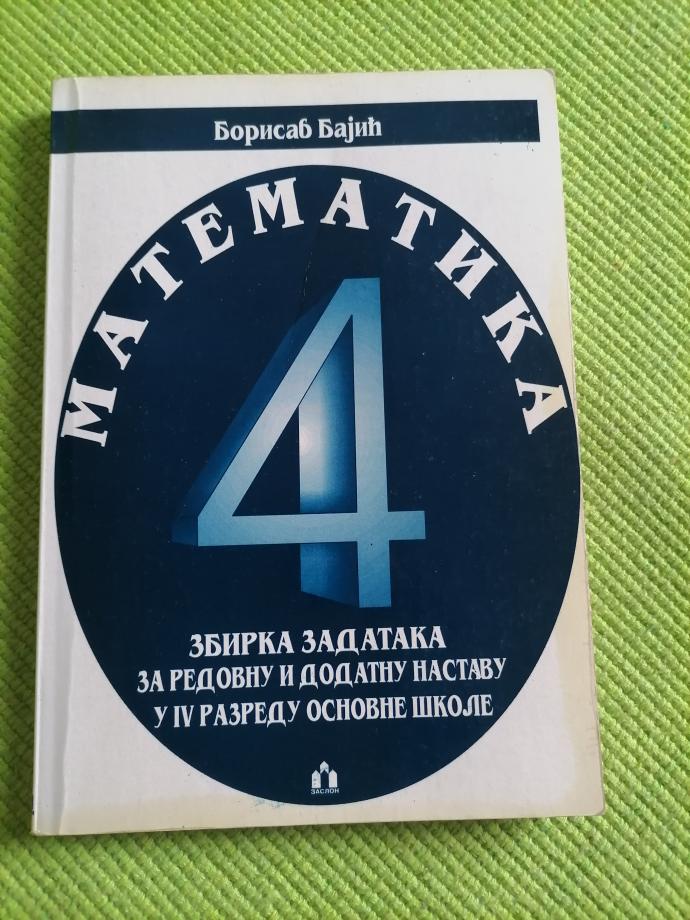 Борисав Бајић
МАТЕМАТИКА
4
ЗБИРКА ЗАДАТАКА
ЗА РЕДОВНУ И ДОДАТНУ НАСТАВУ
У IV РАЗРЕДУ ОСНОВНЕ ШКОЛЕ
ЗАСЛОН